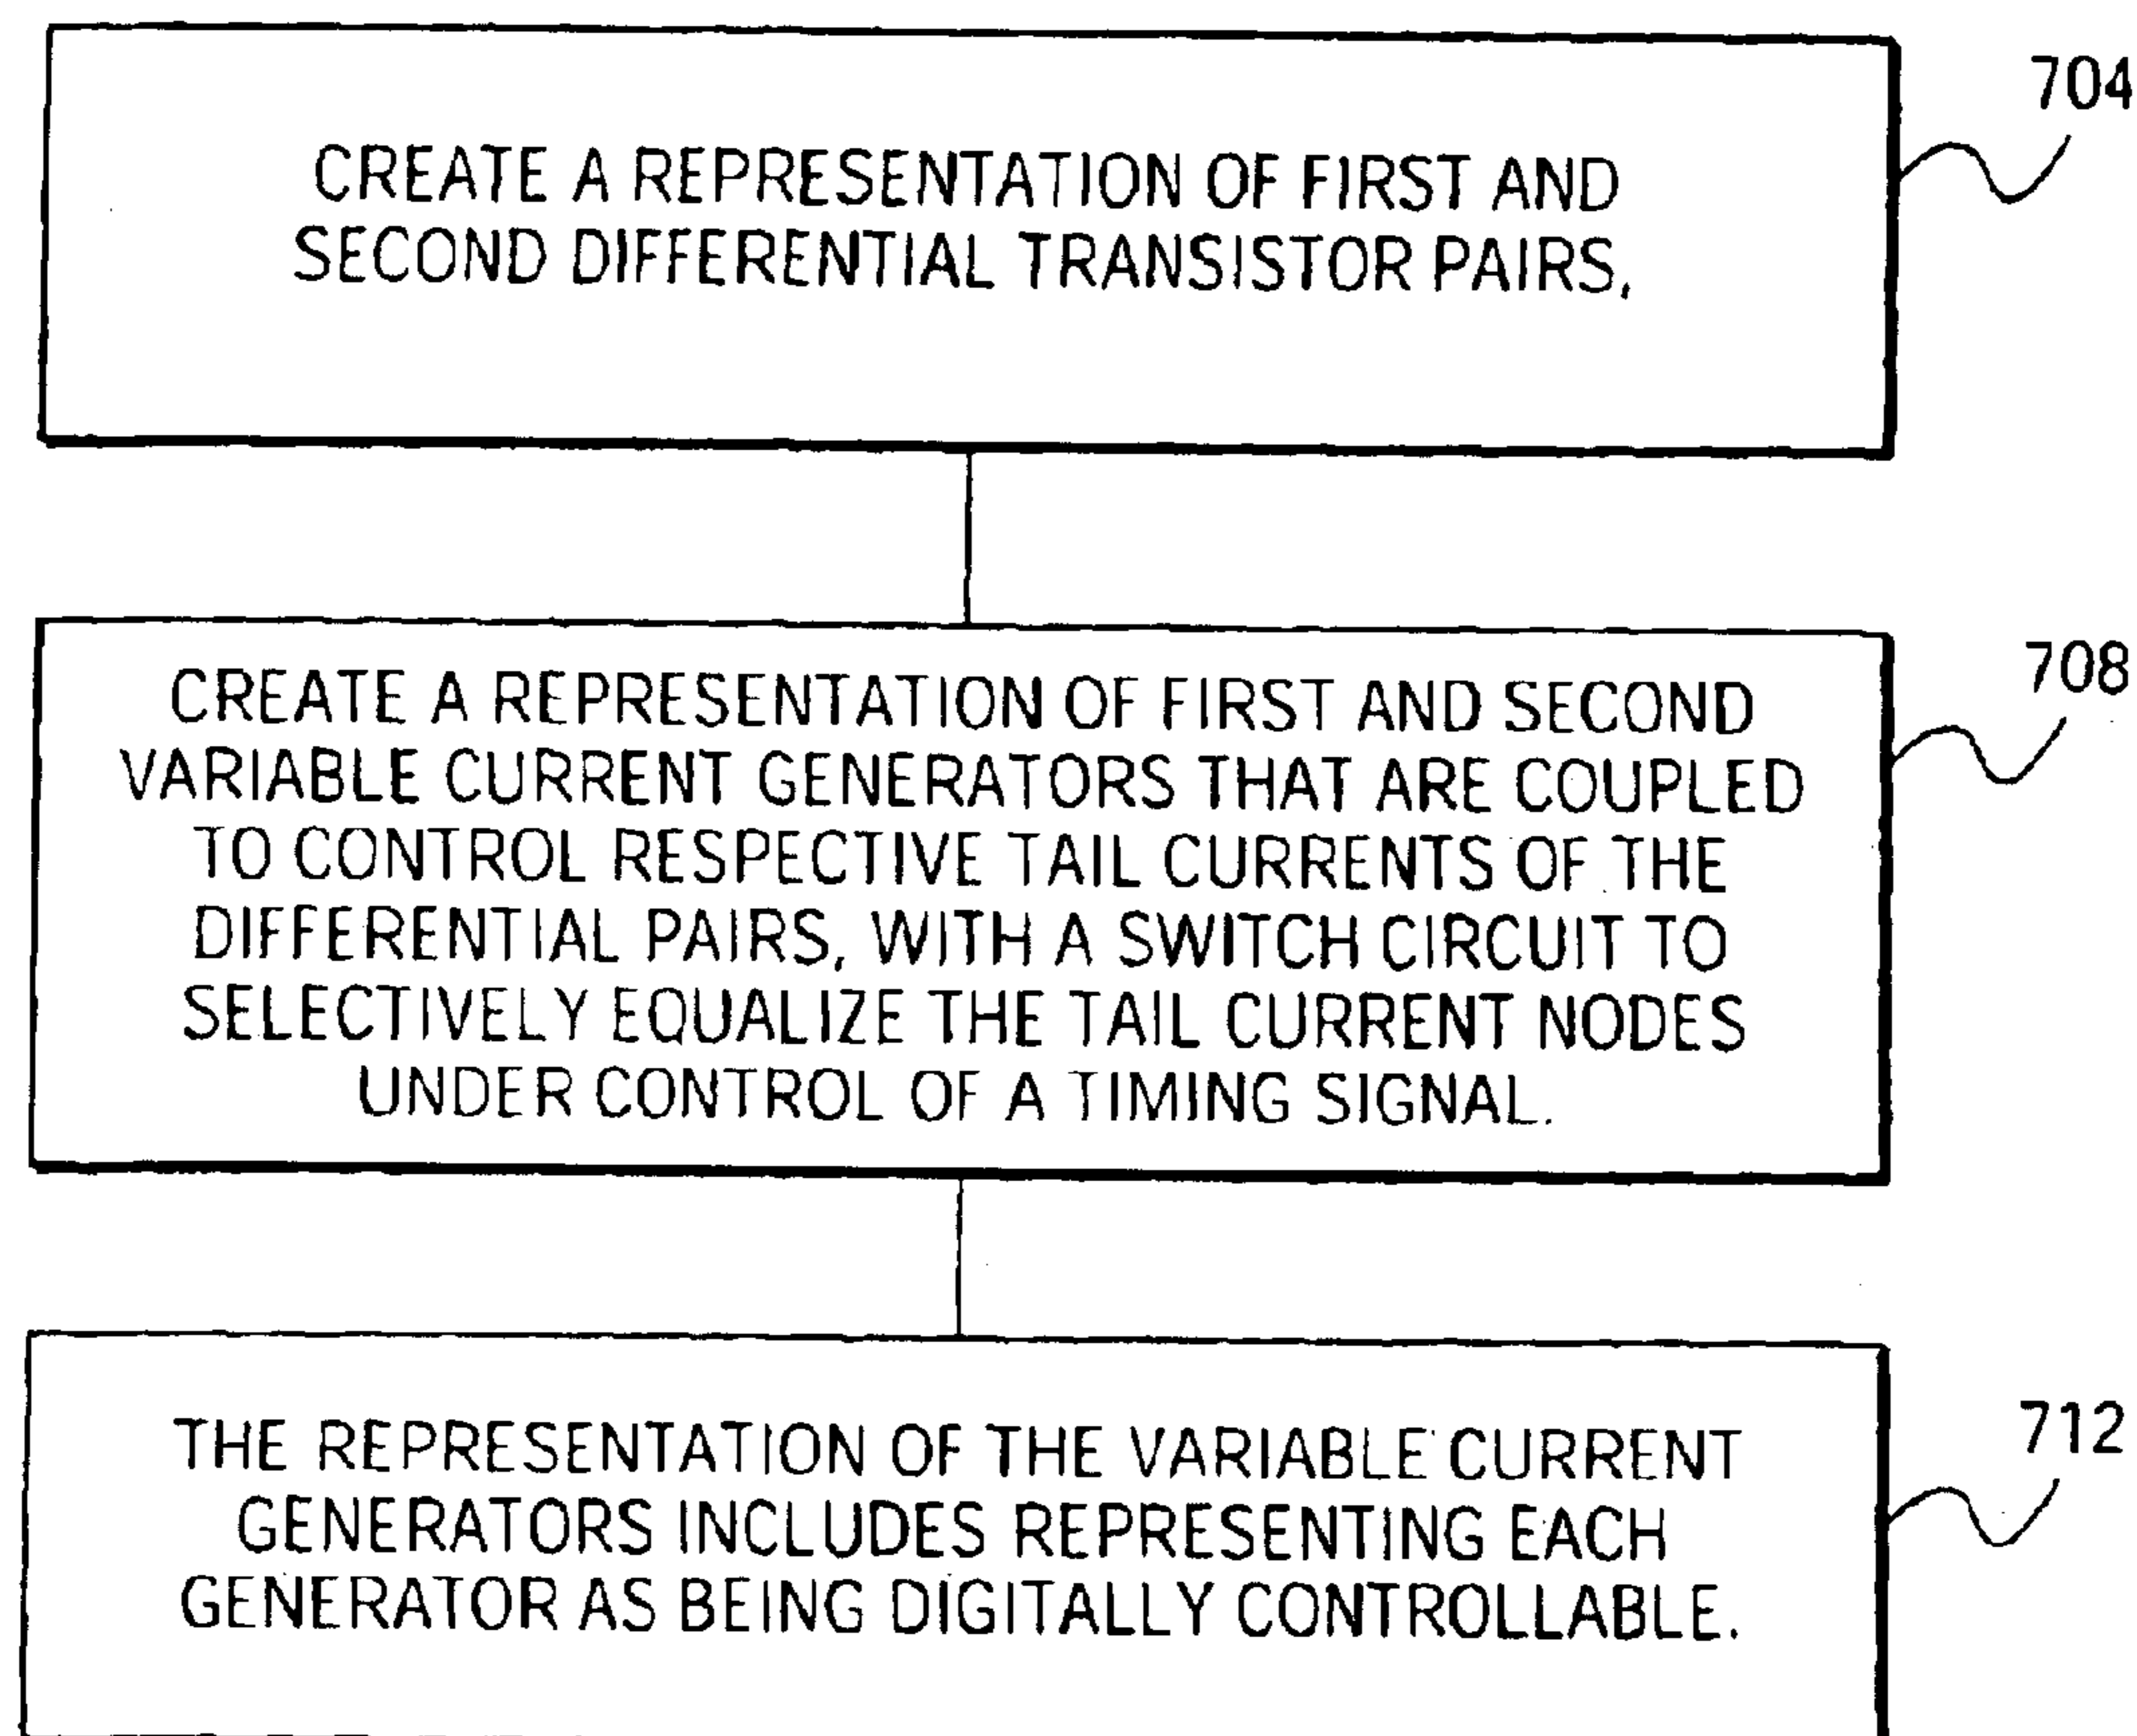 704
CREATE A REPRESENTATION OF FIRST AND
SECOND DIFFERENTIAL TRANSISTOR PAIRS,
708
CREATE A REPRESENTATION OF FIRST AND SECOND
VARIABLE CURRENT GENERATORS THAT ARE COUPLED
TO CONTROL RESPECTIVE TAIL CURRENTS OF THE
DIFFERENTIAL PAIRS, WITH A SWITCH CIRCUIT TO
SELECTIVELY EQUALIZE THE TAIL CURRENT NODES
UNDER CONTROL OF A TIMING SIGNAL.
712
THE REPRESENTATION OF THE VARIABLE CURRENT
GENERATORS INCLUDES REPRESENTING EACH
GENERATOR AS BEING DIGITALLY CONTROLLABLE.